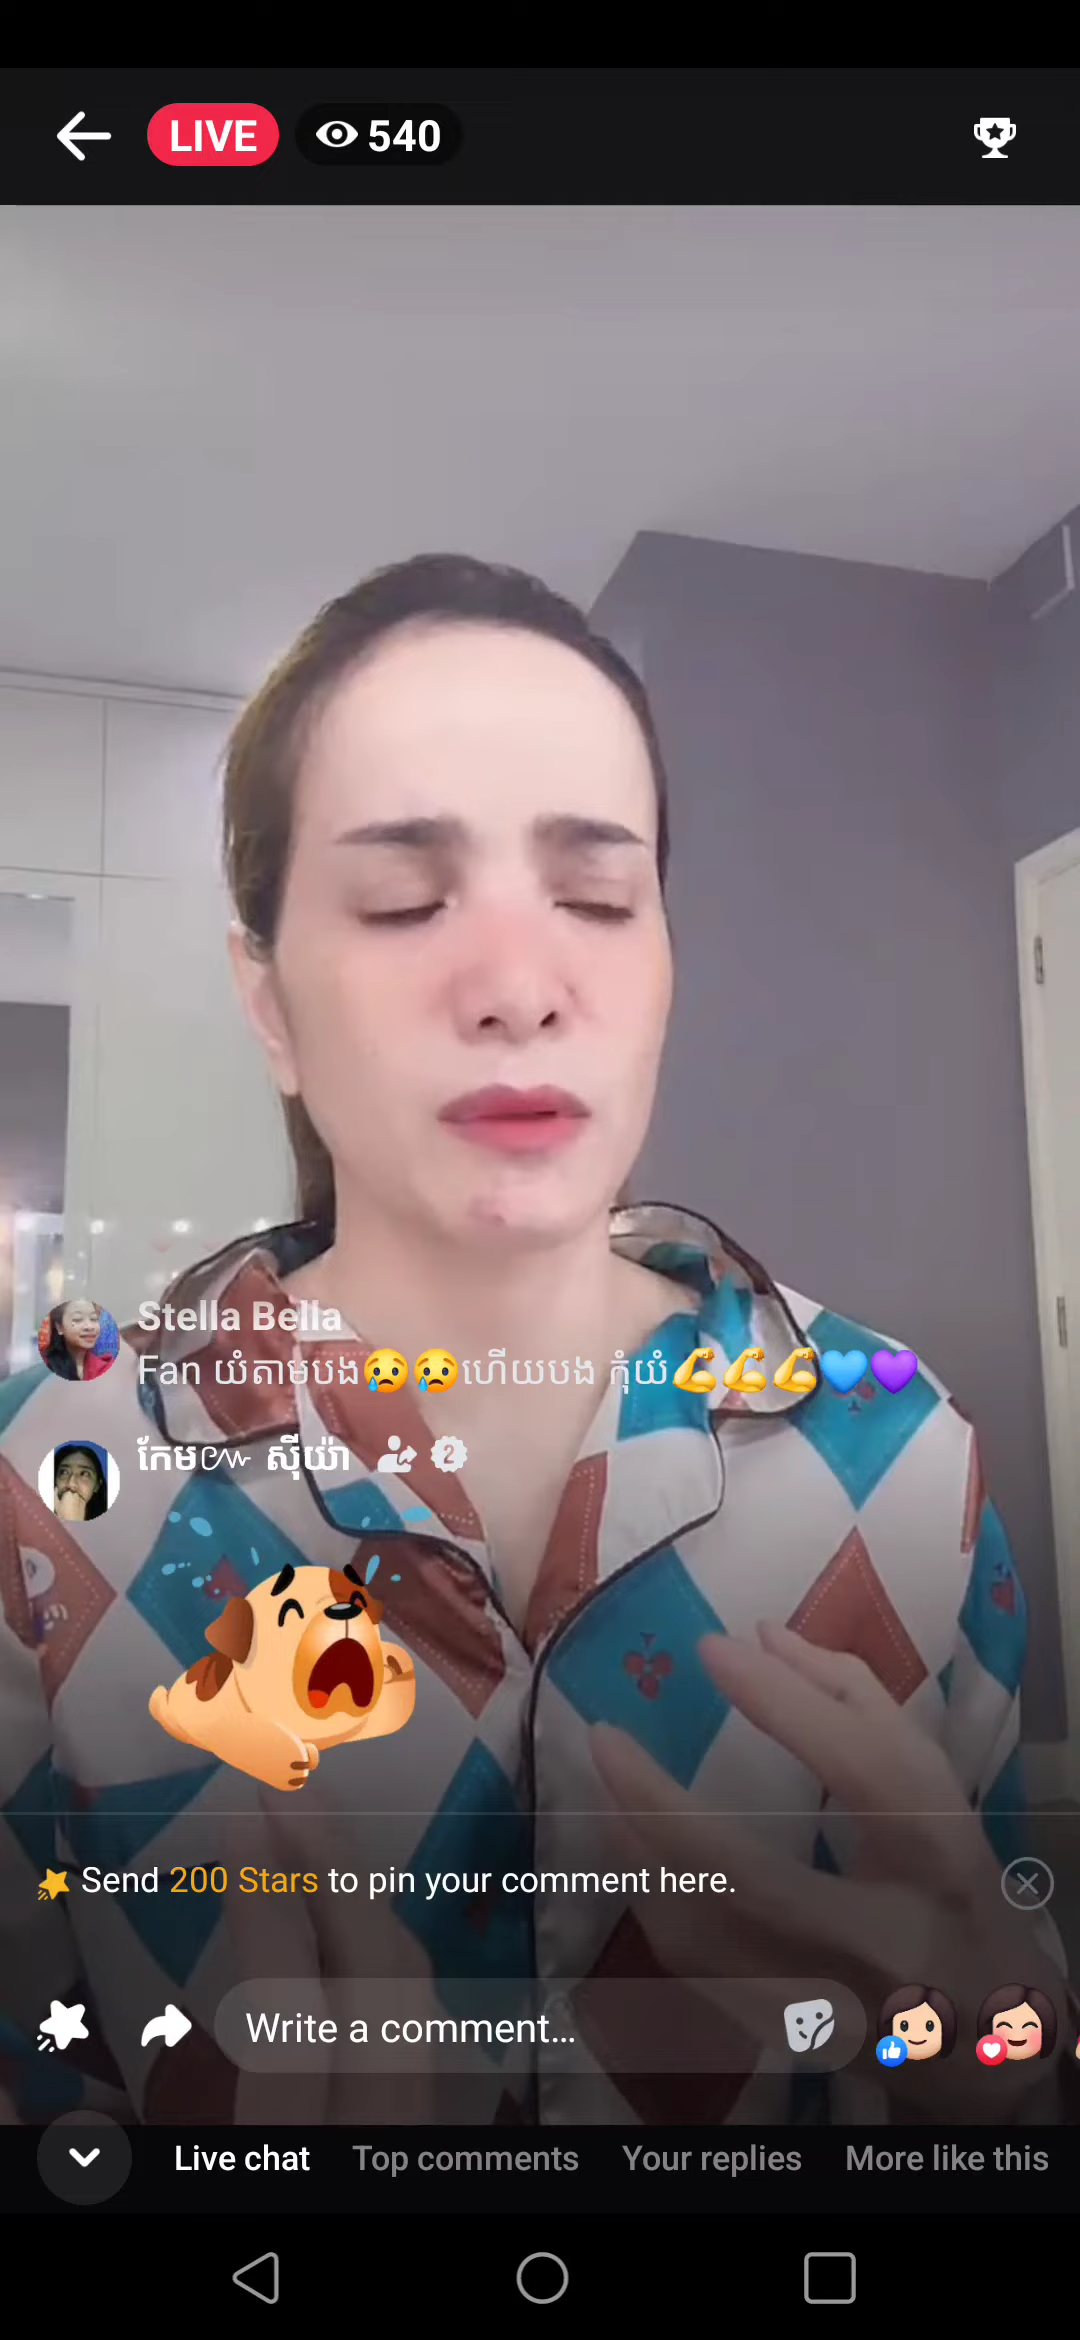 LIVE 540
Stella Bella
Fan យំតាមបង😢😢ហើយបង កុំយំ💪💪💪💙💜
កែម៚ ស៊ីយ៉ា 2
Send 200 Stars to pin your comment here.
Write a comment...
Live chat Top comments Your replies More like this